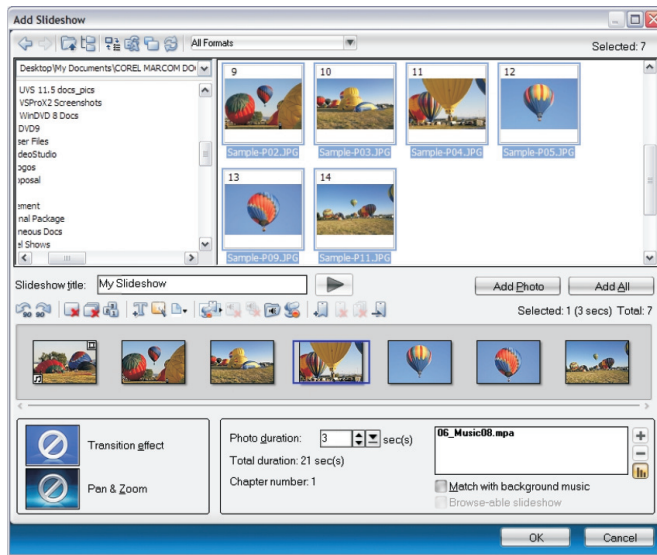 Add Slideshow
All Formats
Selected: 7
Desktop\My Documents\COREL MARCOM DO
UVS 11.5 docs_pics
VSProX2 Screenshots
WinDVD 8 Docs
DVD9
ser Files
deoStudio
ogos
oposal
ement
nal Package
neous Docs
el Shows
9
10
11
12
Sample-P02.JPG
Sample-P03.JPG
Sample-P04.JPG
Sample-P05.JPG
13
14
Sample-P09.JPG
Sample-P11.JPG
Slideshow title:
My Slideshow
Add Photo
Add All
Selected: 1 (3 secs) Total: 7
Transition effect
Pan & Zoom
Photo duration:
3
sec(s)
Total duration: 21 sec(s)
Chapter number: 1
06_Music08.mpa
Match with background music
Browse-able slideshow
OK
Cancel